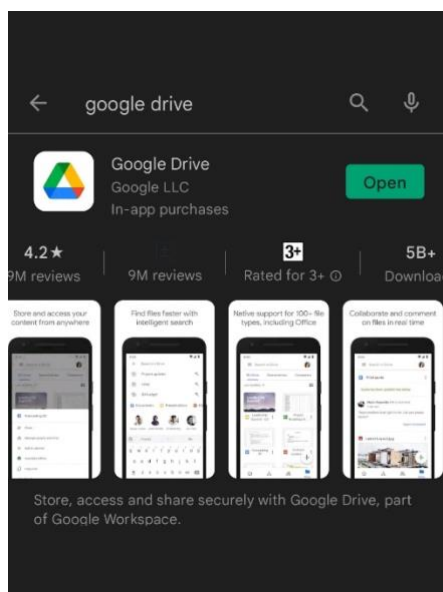 google drive
Google Drive
Google LLC
In-app purchases
Open
4.2★
9M reviews
9M reviews
3+
Rated for 3+
5B+
Downloa
Store and access your
content from anywhere
Find files faster with
intelligent search
Native support for 100+ file
types, including Office
Collaborate and comment
on files in real time
Store, access and share securely with Google Drive, part
of Google Workspace.